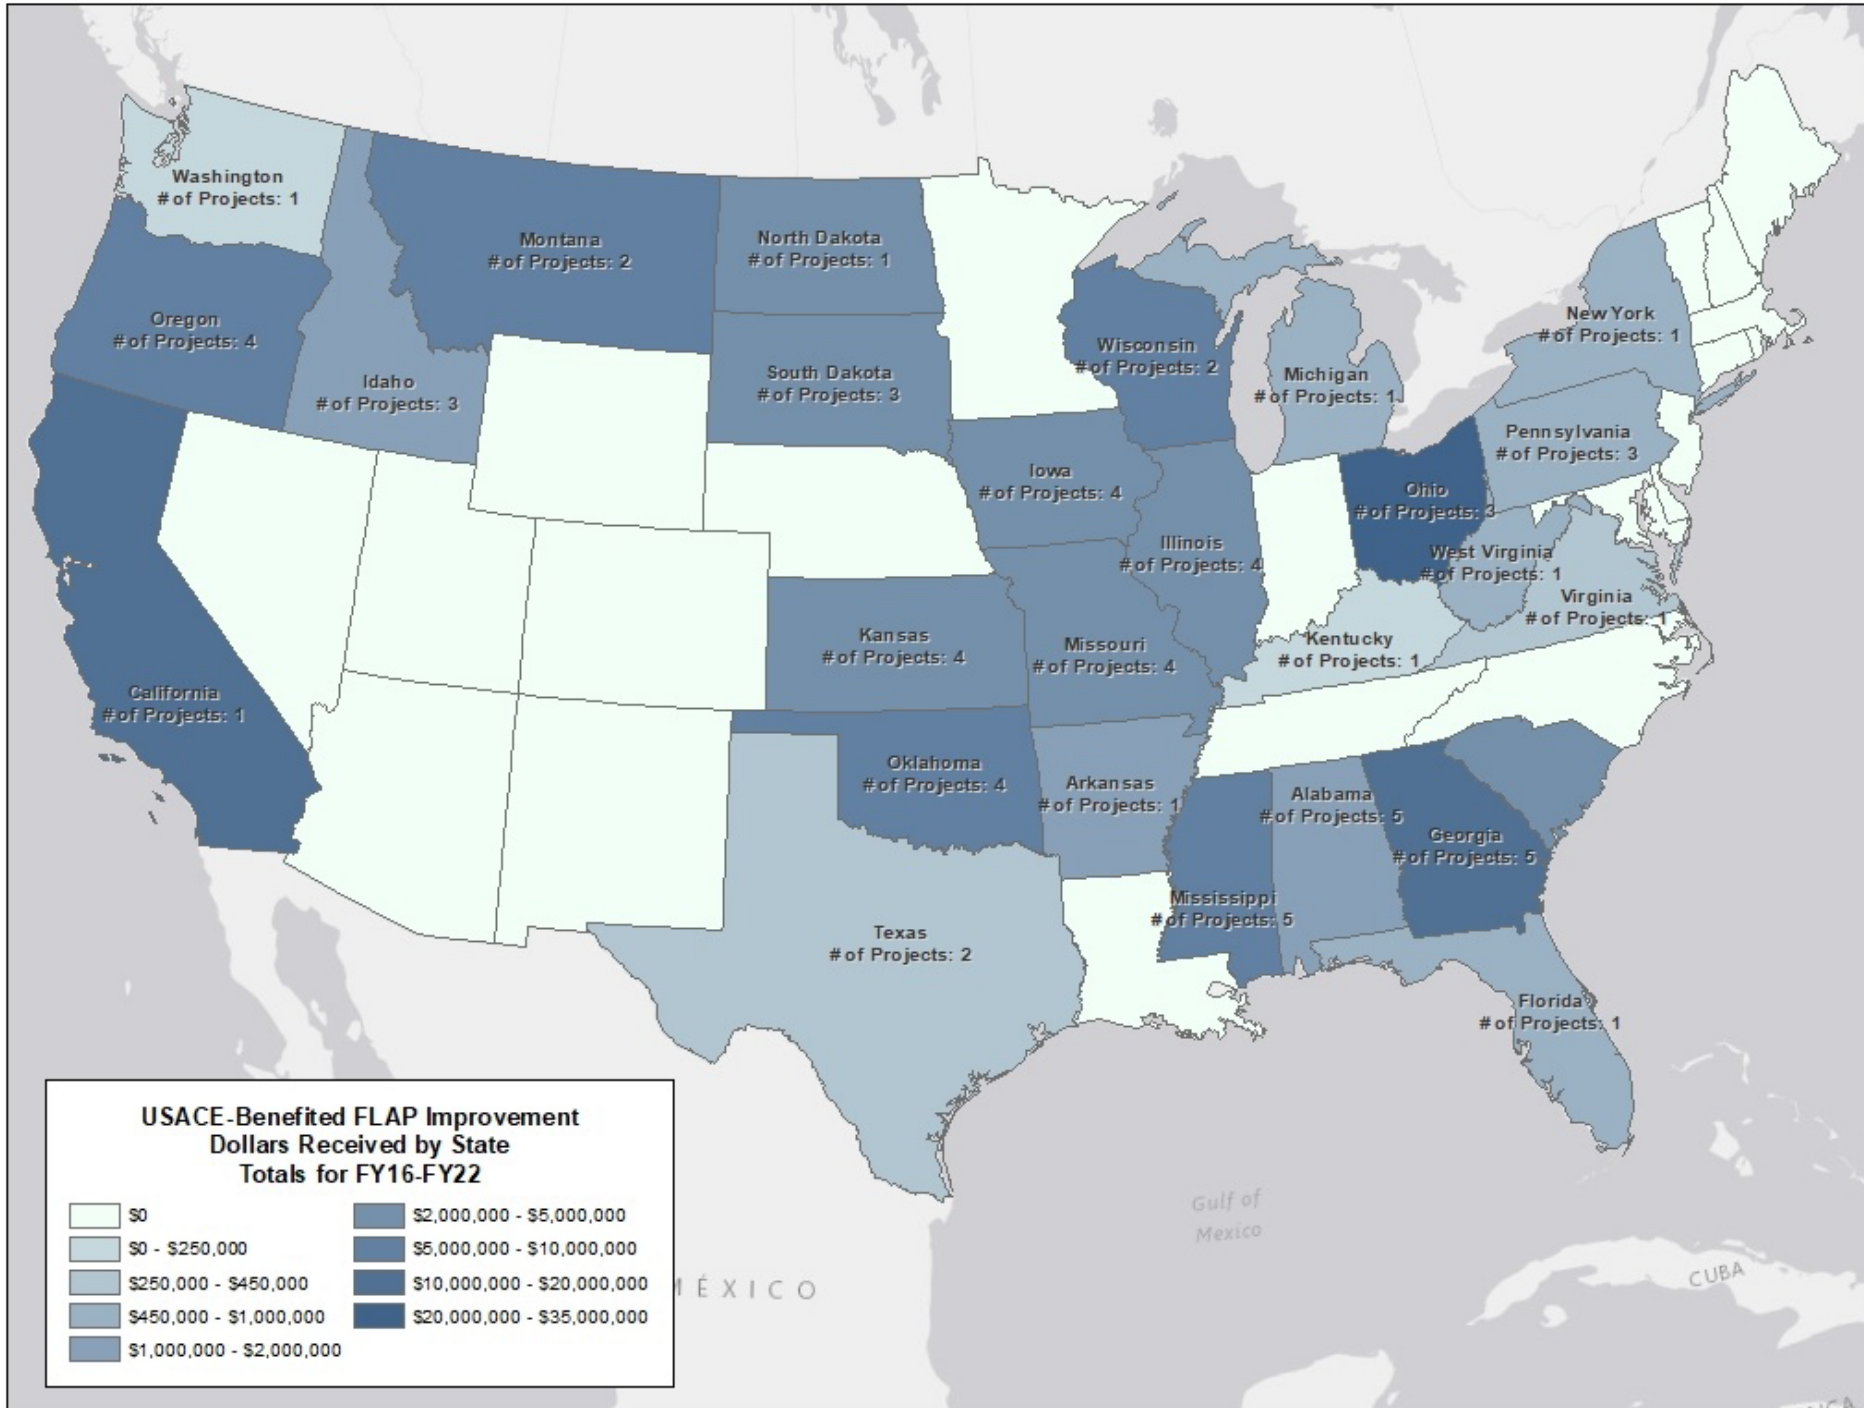 Washington
# of Projects: 1
Montana
# of Projects: 2
North Dakota
# of Projects: 1
Oregon
# of Projects: 4
Idaho
# of Projects: 3
South Dakota
# of Projects: 3
Wisconsin
# of Projects: 2
Michigan
# of Projects: 1
New York
# of Projects: 1
Pennsylvania
# of Projects: 3
Iowa
# of Projects: 4
Ohio
# of Projects: 3
Illinois
# of Projects: 4
West Virginia
# of Projects: 1
Virginia
# of Projects: 1
Kansas
# of Projects: 4
Missouri
# of Projects: 4
Kentucky
# of Projects: 1
California
# of Projects: 1
Oklahoma
# of Projects: 4
Arkansas
# of Projects: 1
Alabama
# of Projects: 5
Georgia
# of Projects: 5
Mississippi
# of Projects: 5
Texas
# of Projects: 2
Florida
# of Projects: 1
Gulf of
Mexico
CUBA
MÉXICO
USACE-Benefited FLAP Improvement
Dollars Received by State
Totals for FY16-FY22
$0
$0 - $250,000
$250,000 - $450,000
$450,000 - $1,000,000
$1,000,000 - $2,000,000
$2,000,000 - $5,000,000
$5,000,000 - $10,000,000
$10,000,000 - $20,000,000
$20,000,000 - $35,000,000